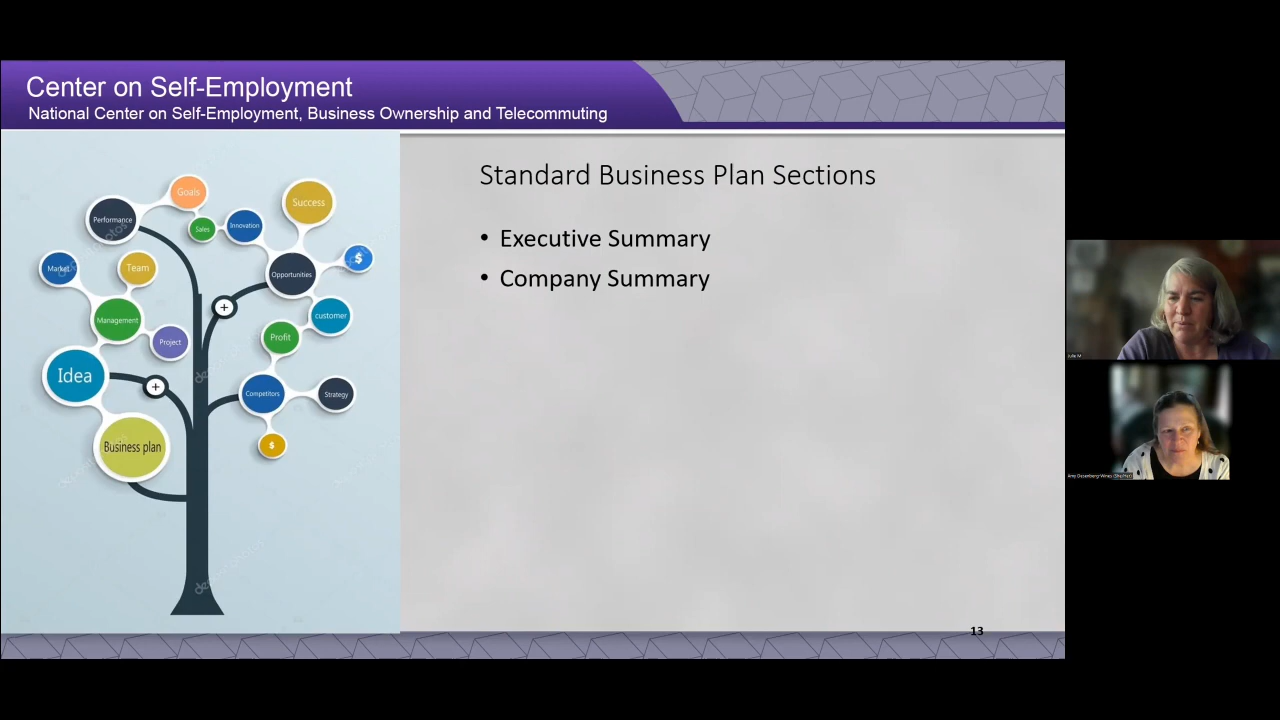 Center on Self-Employment
National Center on Self-Employment, Business Ownership and Telecommuting
Standard Business Plan Sections
• Executive Summary
• Company Summary
Goals
Success
Performance
Sales
Innovation
$
Market
Team
Opportunities
customer
Management
Project
Profit
Idea
Competitors
Strategy
Business plan
$
13
Julie M